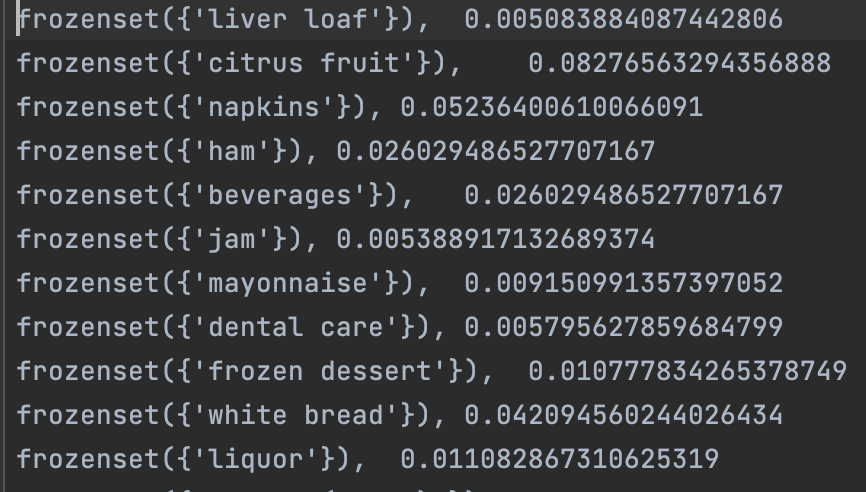 frozenset({'liver loaf'}),  0.005083884087442806
frozenset({'citrus fruit'}),    0.08276563294356888
frozenset({'napkins'}), 0.05236400610066091
frozenset({'ham'}), 0.026029486527707167
frozenset({'beverages'}),   0.026029486527707167
frozenset({'jam'}), 0.005388917132689374
frozenset({'mayonnaise'}),  0.009150991357397052
frozenset({'dental care'}), 0.005795627859684799
frozenset({'frozen dessert'}),  0.010777834265378749
frozenset({'white bread'}), 0.042094560244026434
frozenset({'liquor'}),  0.011082867310625319